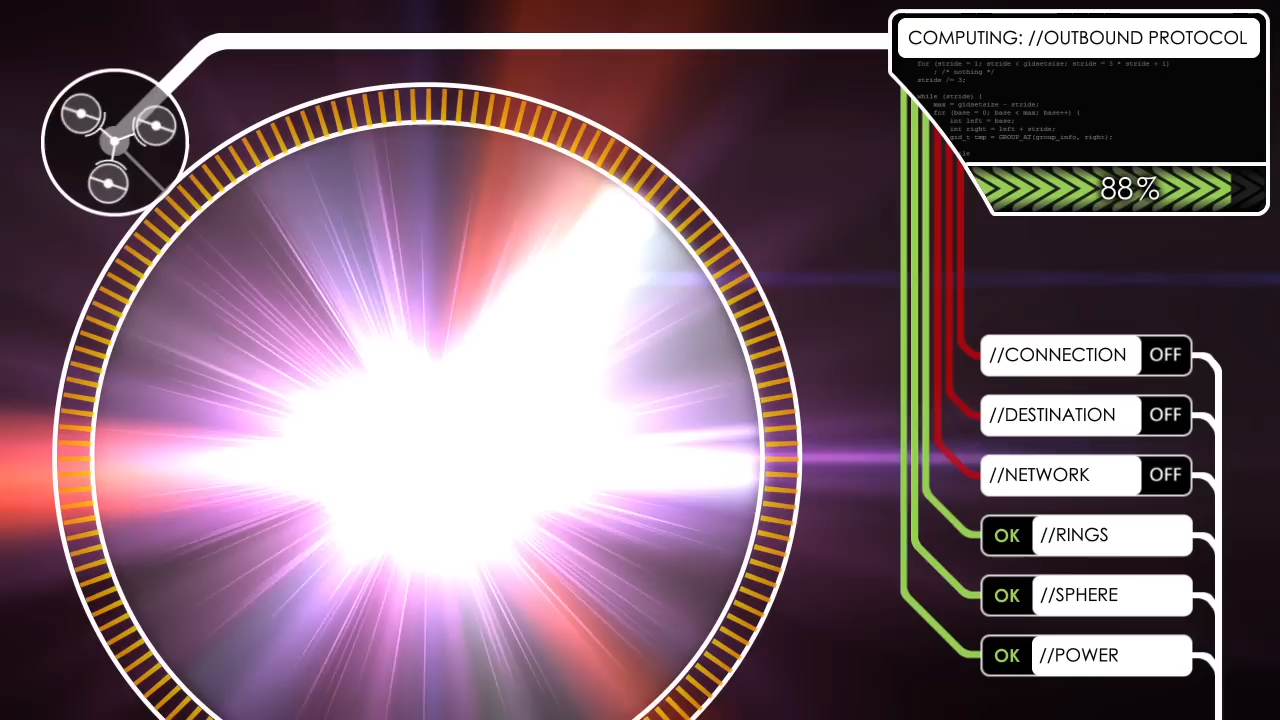 COMPUTING: //OUTBOUND PROTOCOL
for (stride = 1; stride < gidsetsize; stride = 3 * stride + 1)
; /* nothing */
stride /= 3;
while (stride) {
max = gidsetsize - stride;
for (base = 0; base < max; base++) {
int left = base;
int right = left + stride;
gid_t tmp = GROUP_AT(group_info, right);
88%
//CONNECTION OFF
//DESTINATION OFF
//NETWORK OFF
OK //RINGS
OK //SPHERE
OK //POWER